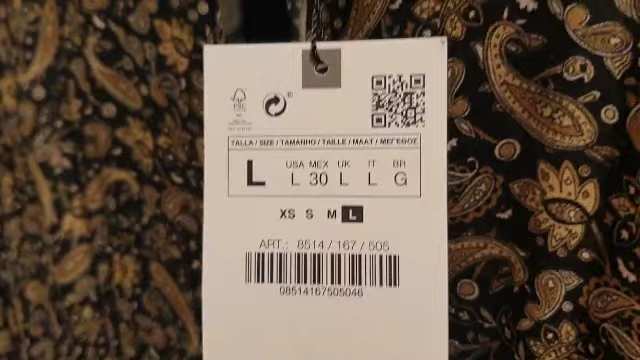 TALLA / SIZE / TAMANHO / TAILLE / MAAT / ΜΕΓΕΘΟΣ
L
USA MEX UK IT BR
L 30 L L G
XS S M L
ART.: 8514 / 167 / 505
08514167505046